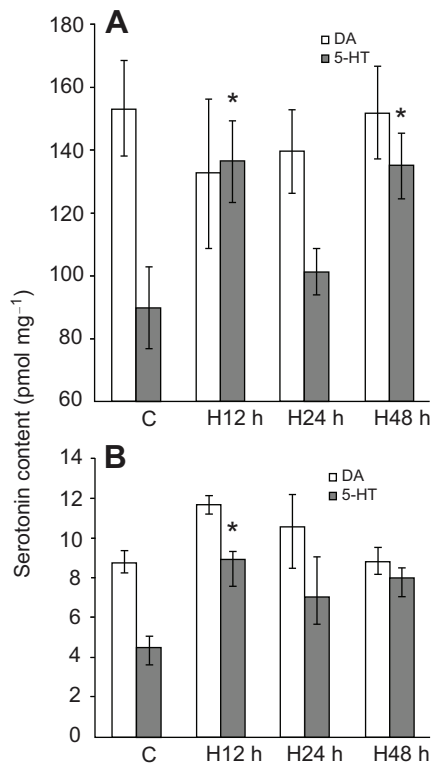 A
DA
5-HT
180
160
140
120
100
80
60
*
*
C
H12 h
H24 h
H48 h
Serotonin content (pmol mg⁻¹)
B
DA
5-HT
14
12
10
8
6
4
2
0
*
C
H12 h
H24 h
H48 h